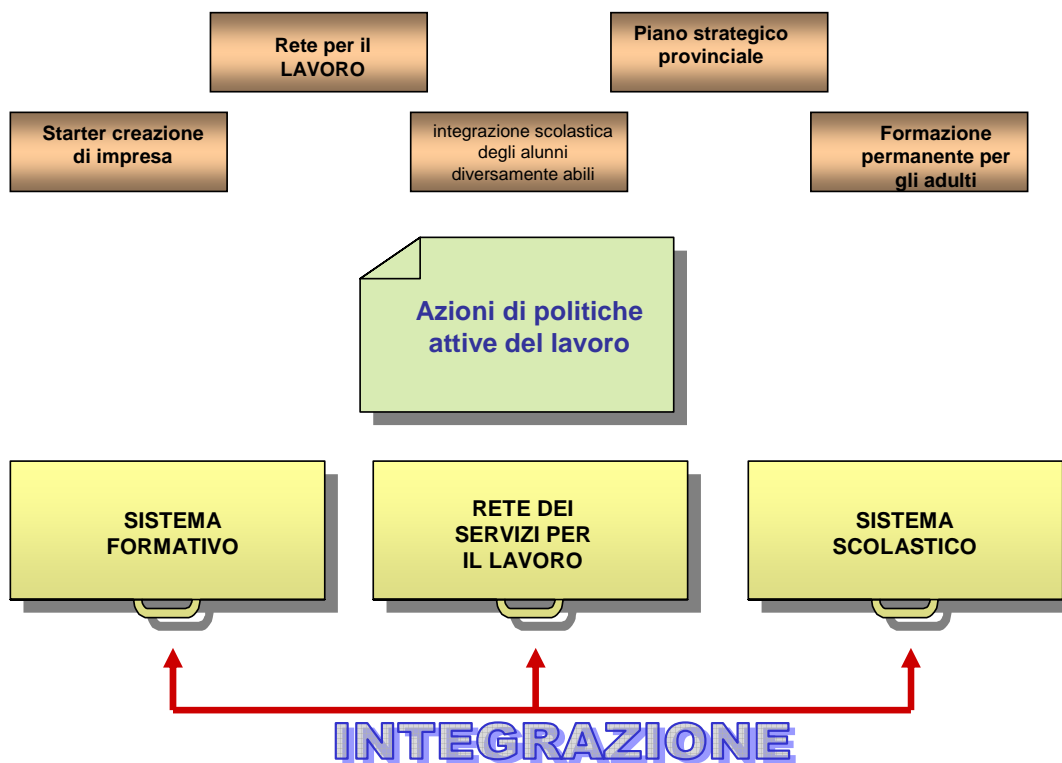 Rete per il
LAVORO
Piano strategico
provinciale
Starter creazione
di impresa
integrazione scolastica
degli alunni
diversamente abili
Formazione
permanente per
gli adulti
Azioni di politiche
attive del lavoro
SISTEMA
FORMATIVO
RETE DEI
SERVIZI PER
IL LAVORO
SISTEMA
SCOLASTICO
INTEGRAZIONE